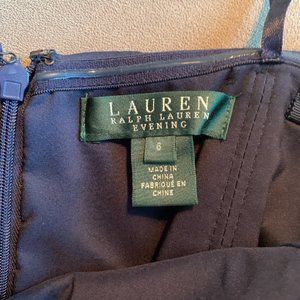 LAUREN
RALPH LAUREN
EVENING
6
MADE IN
CHINA
FABRIQUÉ EN
CHINE